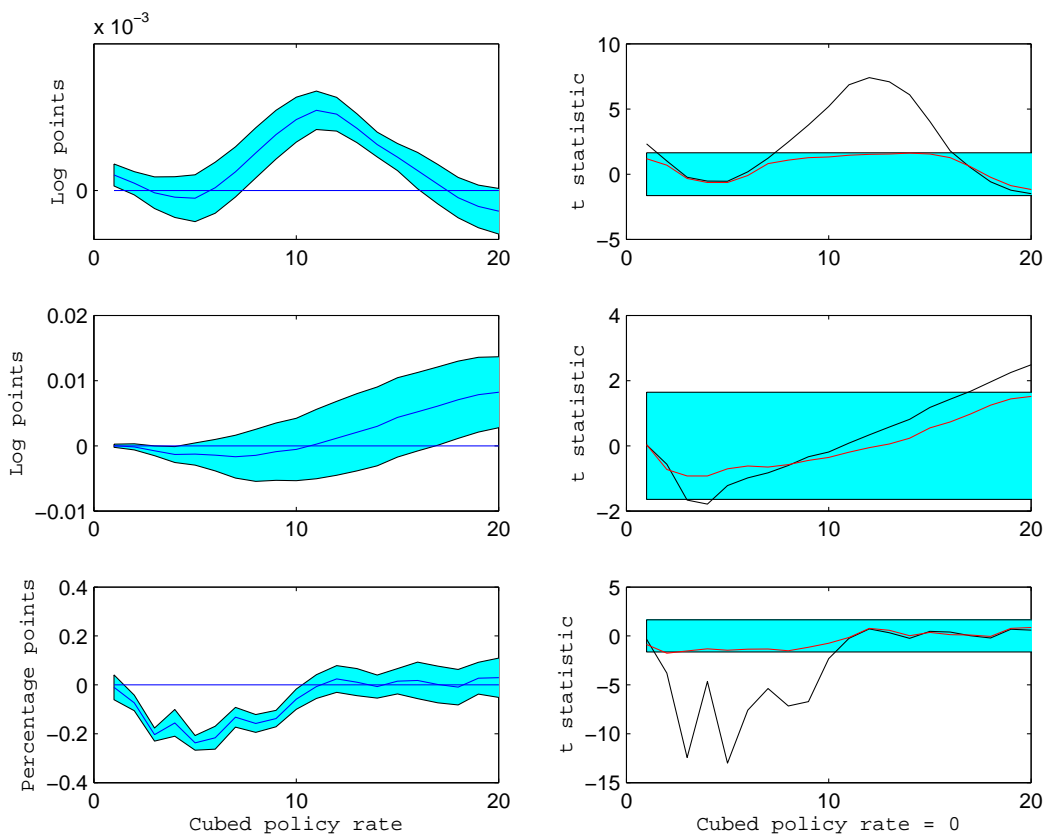 x 10⁻³
Log points
0
0 10 20
t statistic
10
5
0
−5
0 10 20
Log points
0.02
0.01
0
−0.01
0 10 20
t statistic
4
2
0
−2
0 10 20
Percentage points
0.4
0.2
0
−0.2
−0.4
0 10 20
Cubed policy rate
t statistic
5
0
−5
−10
−15
0 10 20
Cubed policy rate = 0